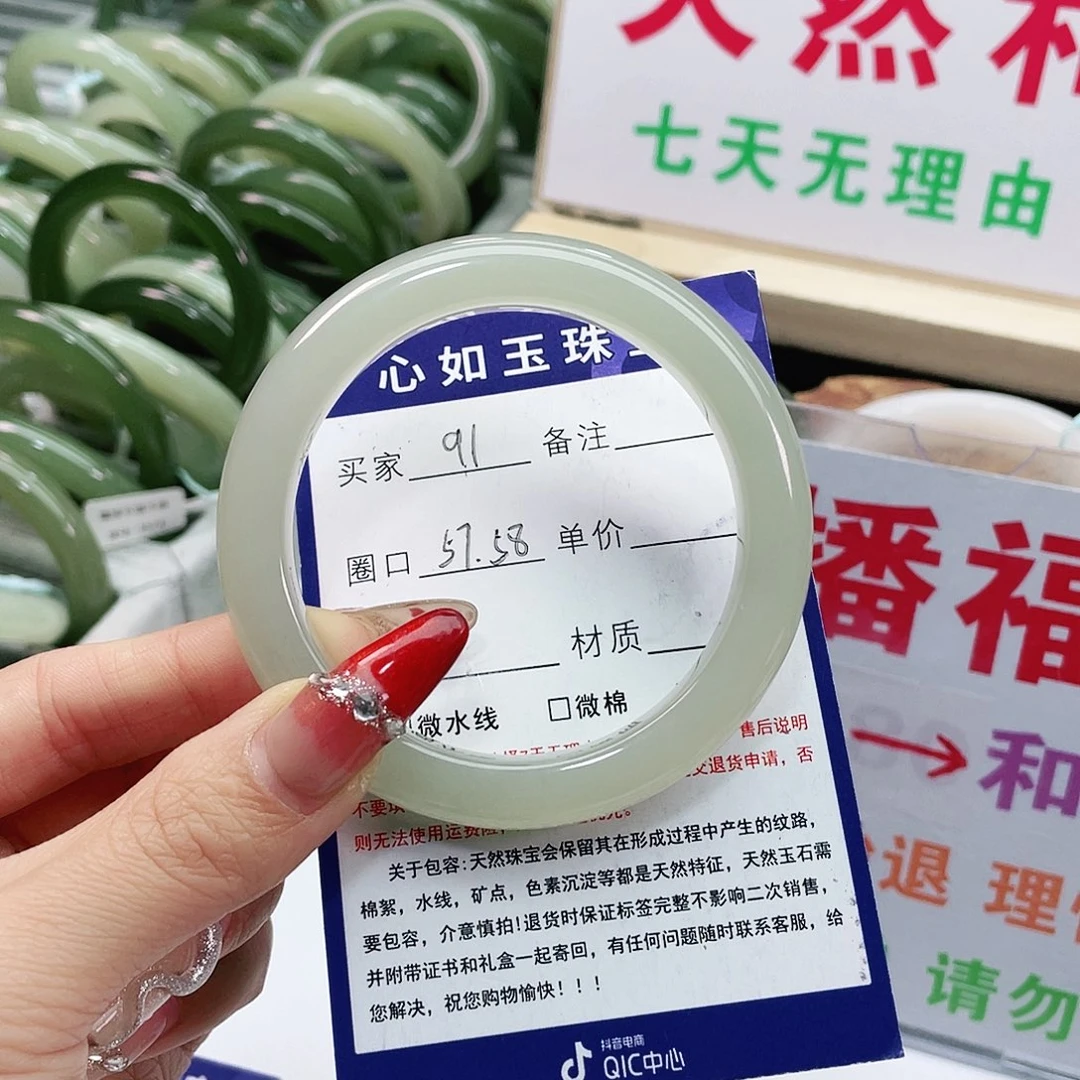 天然和
七天无理由
心如玉珠
买家 91 备注
圈口 57.58 单价
材质
微水线 □微棉
售后说明
交退货申请，否
不要填
则无法使用运费险
关于包容：天然珠宝会保留其在形成过程中产生的纹路，
棉絮，水线，矿点，色素沉淀等都是天然特征，天然玉石需
要包容，介意慎拍！退货时保证标签完整不影响二次销售，
并附带证书和礼盒一起寄回，有任何问题随时联系客服，给
您解决，祝您购物愉快！！！
抖音电商
QIC中心
播福
→和
退 理
请勿